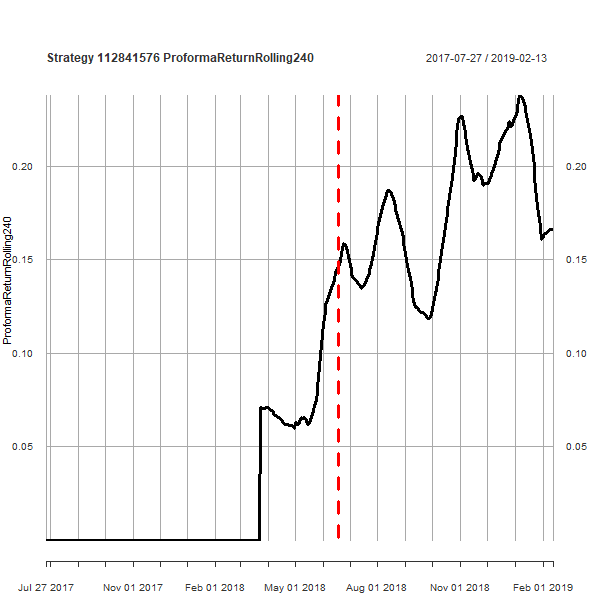 Strategy 112841576 ProformaReturnRolling240
2017-07-27 / 2019-02-13
0.20
0.20
0.15
0.15
0.10
0.10
0.05
0.05
ProformaReturnRolling240
Jul 27 2017
Nov 01 2017
Feb 01 2018
May 01 2018
Aug 01 2018
Nov 01 2018
Feb 01 2019